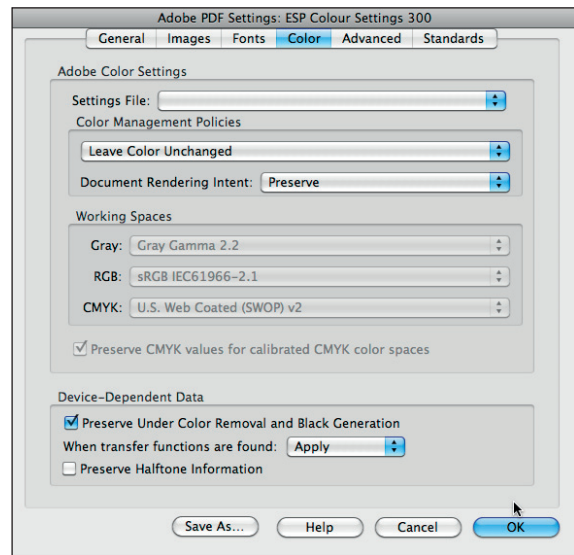 Adobe PDF Settings: ESP Colour Settings 300
General Images Fonts Color Advanced Standards
Adobe Color Settings
Settings File:
Color Management Policies
Leave Color Unchanged
Document Rendering Intent: Preserve
Working Spaces
Gray: Gray Gamma 2.2
RGB: sRGB IEC61966-2.1
CMYK: U.S. Web Coated (SWOP) v2
Preserve CMYK values for calibrated CMYK color spaces
Device-Dependent Data
Preserve Under Color Removal and Black Generation
When transfer functions are found: Apply
Preserve Halftone Information
Save As... Help Cancel OK